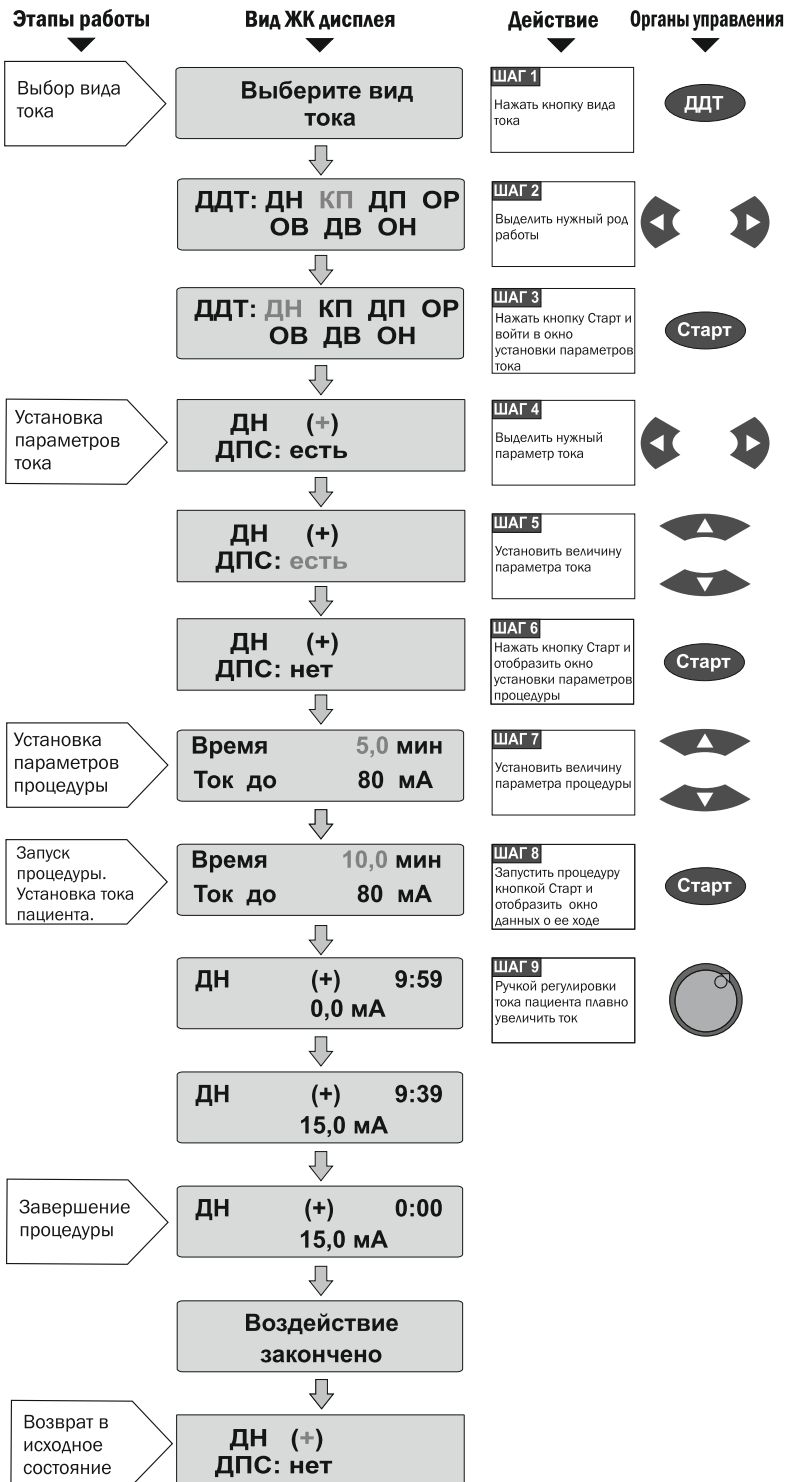 Этапы работы
Вид ЖК дисплея
Действие
Органы управления
Выбор вида
тока
Выберите вид
тока
ШАГ 1
Нажать кнопку вида
тока
ДДТ
ДДТ: ДН КП ДП ОР
ОВ ДВ ОН
ШАГ 2
Выделить нужный род
работы
ДДТ: ДН КП ДП ОР
ОВ ДВ ОН
ШАГ 3
Нажать кнопку Старт и
войти в окно
установки параметров
тока
Старт
Установка
параметров
тока
ДН (+)
ДПС: есть
ШАГ 4
Выделить нужный
параметр тока
ДН (+)
ДПС: есть
ШАГ 5
Установить величину
параметра тока
ДН (+)
ДПС: нет
ШАГ 6
Нажать кнопку Старт и
отобразить окно
установки параметров
процедуры
Старт
Установка
параметров
процедуры
Время 5,0 мин
Ток до 80 мА
ШАГ 7
Установить величину
параметра процедуры
Запуск
процедуры.
Установка тока
пациента.
Время 10,0 мин
Ток до 80 мА
ШАГ 8
Запустить процедуру
кнопкой Старт и
отобразить окно
данных о ее ходе
Старт
ДН (+) 9:59
0,0 мА
ШАГ 9
Ручкой регулировки
тока пациента плавно
увеличить ток
ДН (+) 9:39
15,0 мА
Завершение
процедуры
ДН (+) 0:00
15,0 мА
Воздействие
закончено
Возврат в
исходное
состояние
ДН (+)
ДПС: нет